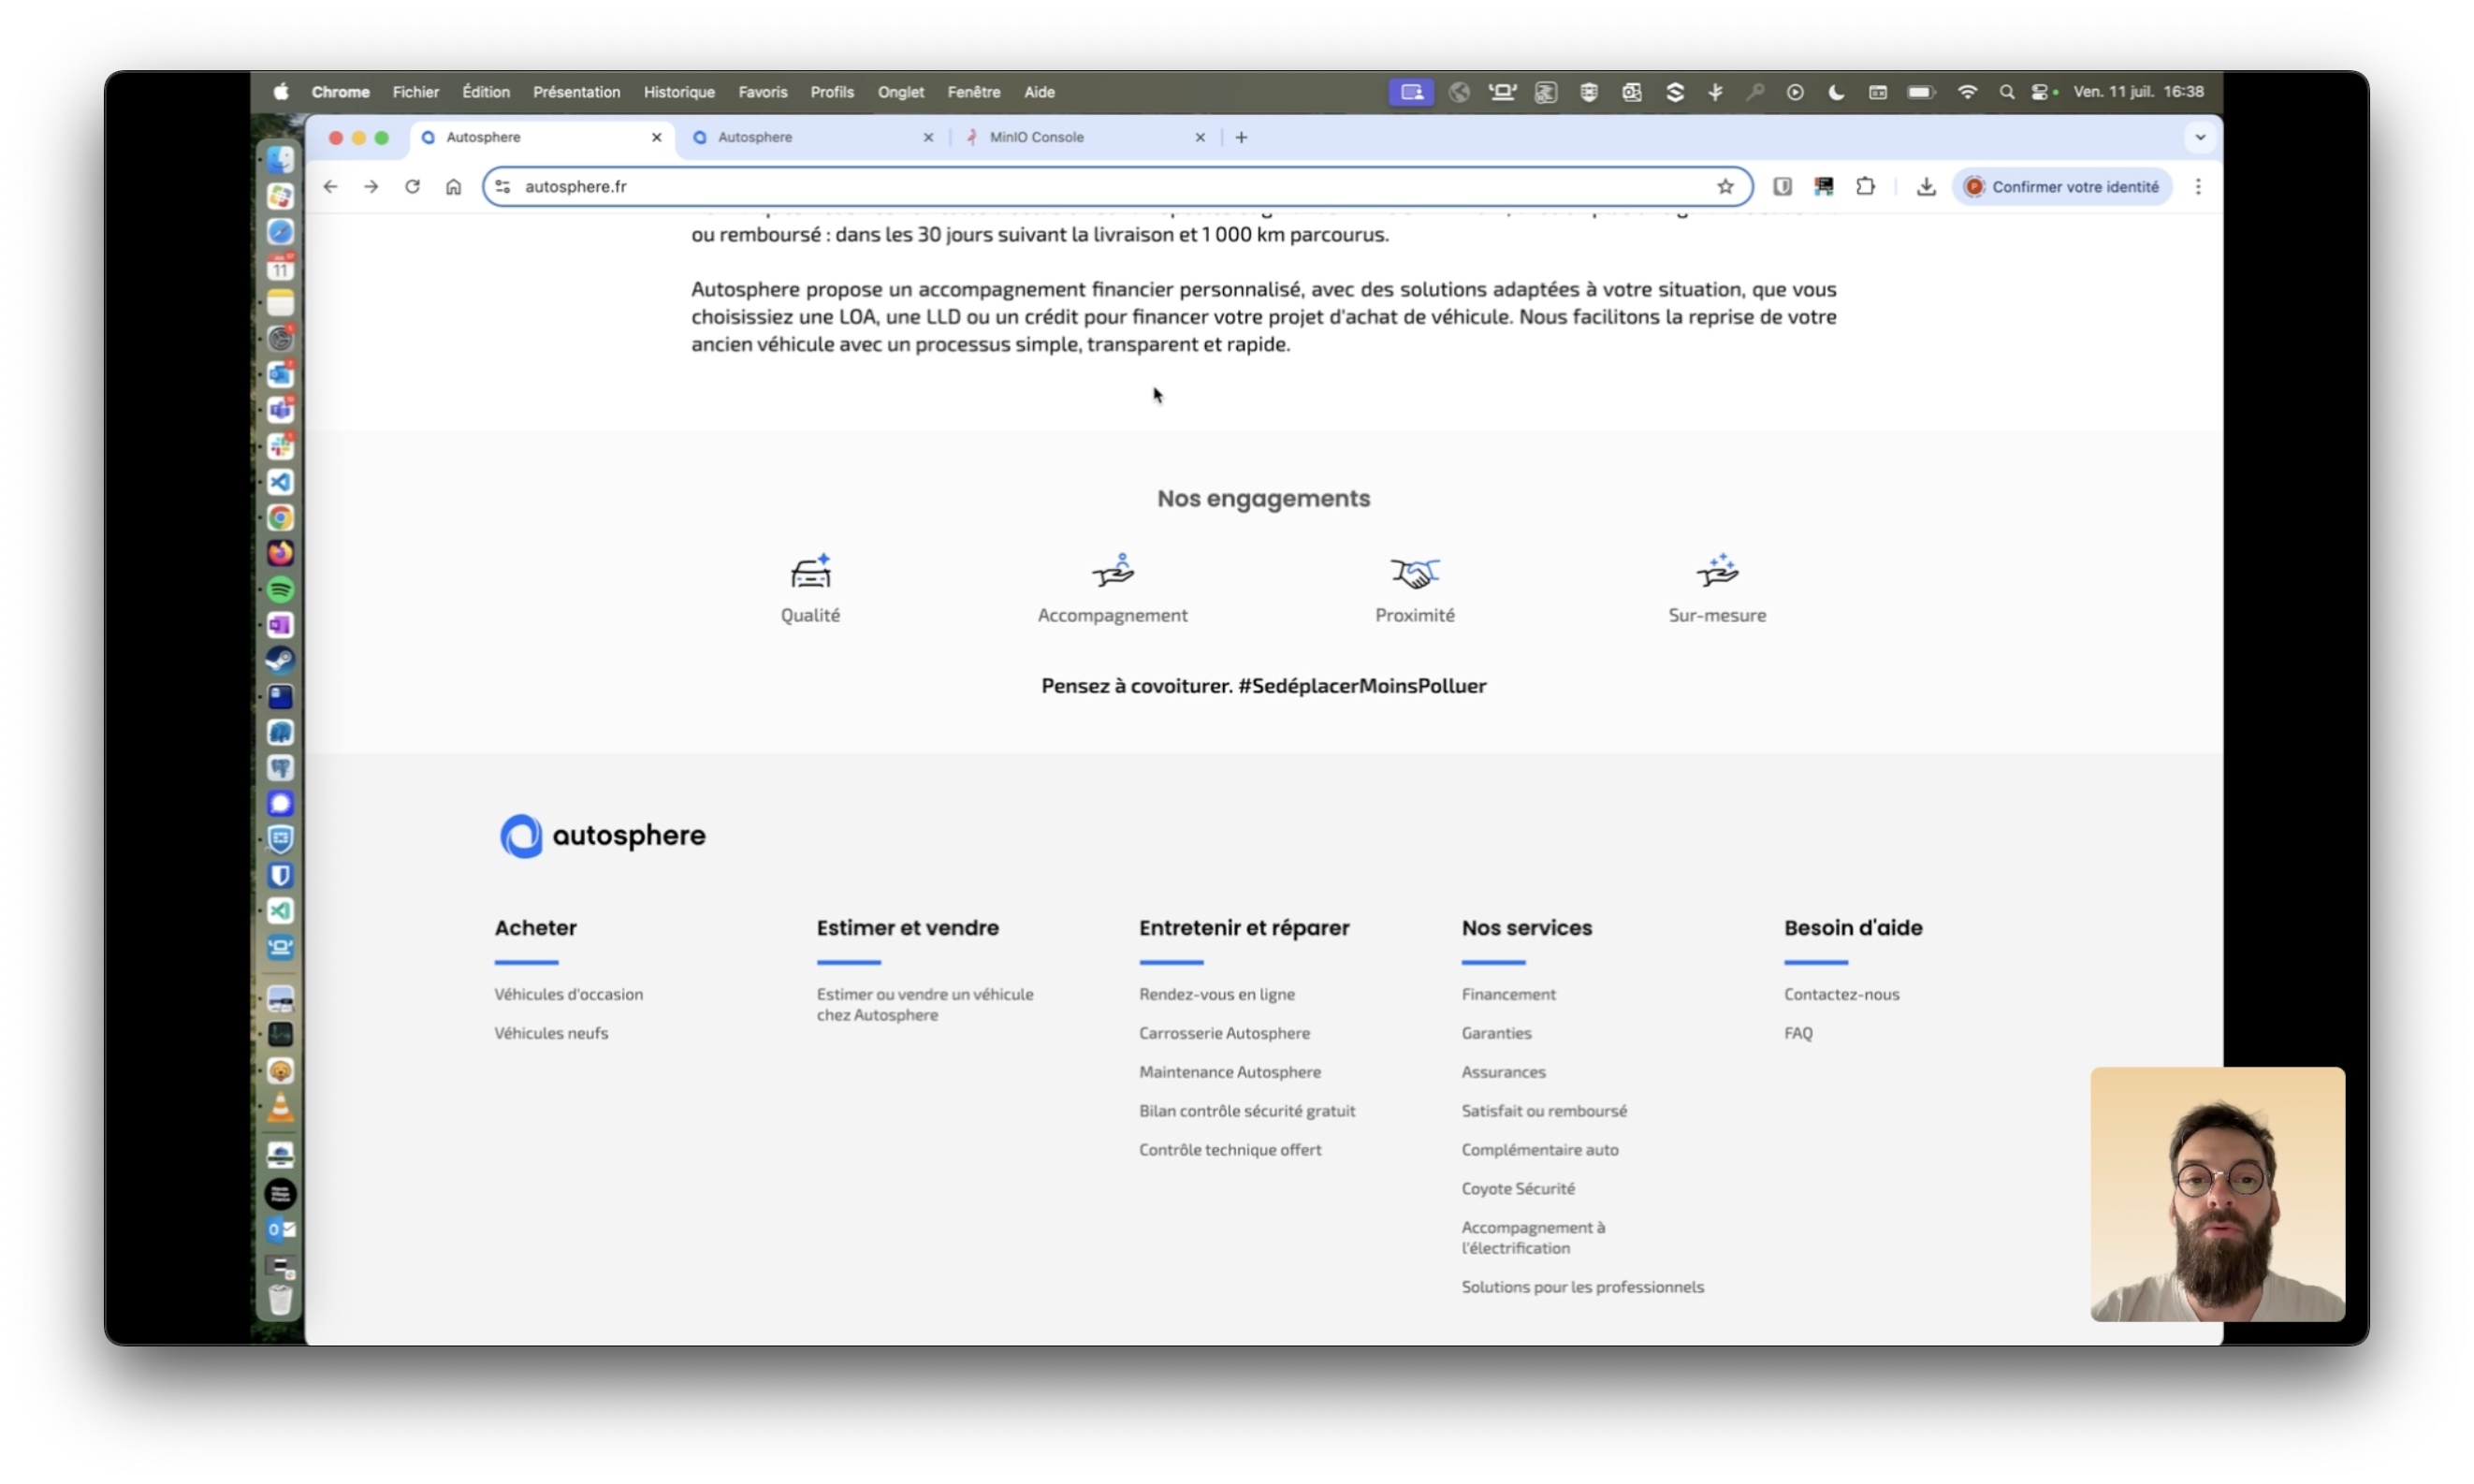 Chrome Fichier Édition Présentation Historique Favoris Profils Onglet Fenêtre Aide Ven. 11 juil. 16:38
Autosphere Autosphere MinIO Console
autosphere.fr Confirmer votre identité
ou remboursé : dans les 30 jours suivant la livraison et 1 000 km parcourus.
Autosphere propose un accompagnement financier personnalisé, avec des solutions adaptées à votre situation, que vous
choisissiez une LOA, une LLD ou un crédit pour financer votre projet d'achat de véhicule. Nous facilitons la reprise de votre
ancien véhicule avec un processus simple, transparent et rapide.
Nos engagements
Qualité Accompagnement Proximité Sur-mesure
Pensez à covoiturer. #SedéplacerMoinsPolluer
autosphere
Acheter
Véhicules d'occasion
Véhicules neufs
Estimer et vendre
Estimer ou vendre un véhicule
chez Autosphere
Entretenir et réparer
Rendez-vous en ligne
Carrosserie Autosphere
Maintenance Autosphere
Bilan contrôle sécurité gratuit
Contrôle technique offert
Nos services
Financement
Garanties
Assurances
Satisfait ou remboursé
Complémentaire auto
Coyote Sécurité
Accompagnement à
l'électrification
Solutions pour les professionnels
Besoin d'aide
Contactez-nous
FAQ
11